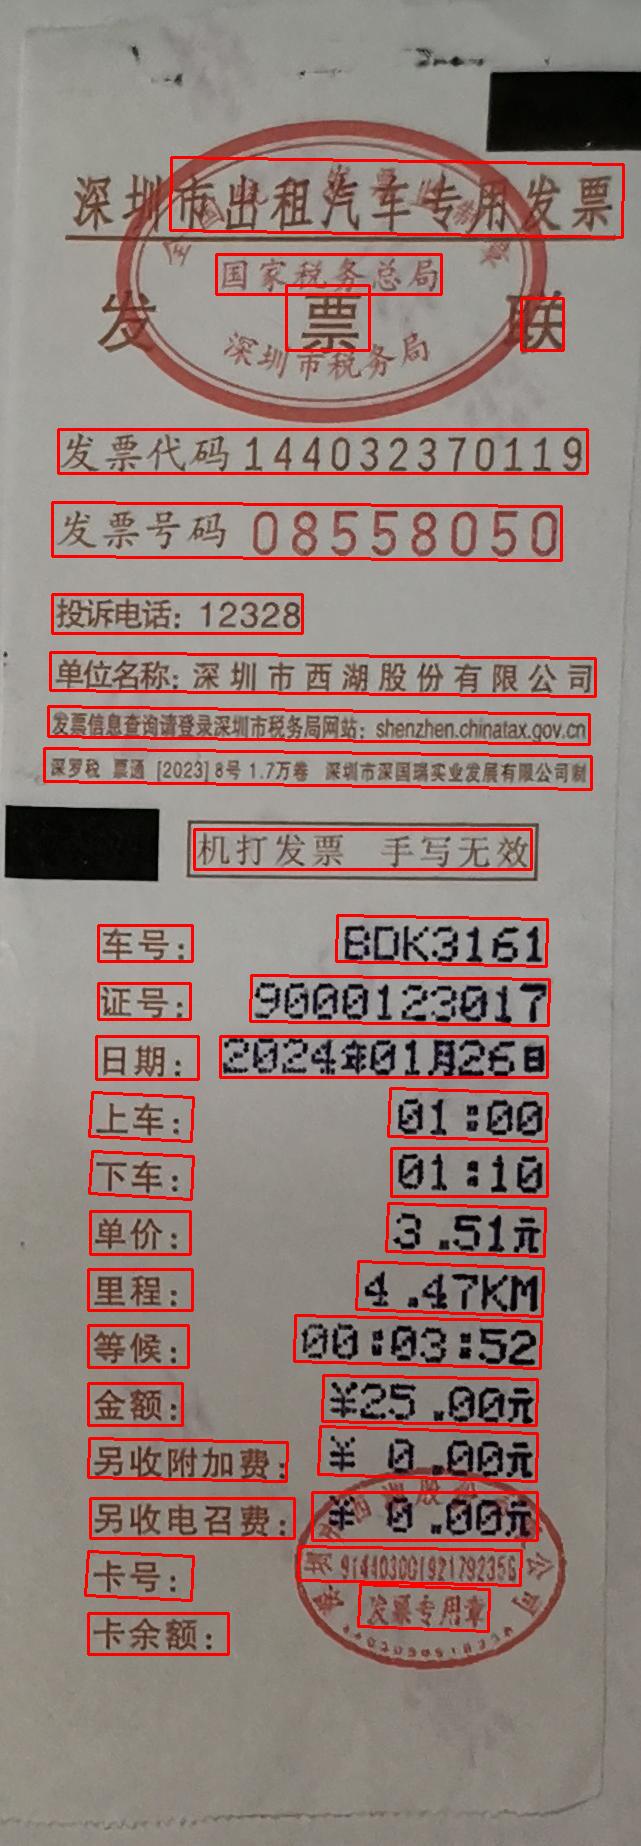 深圳市出租汽车专用发票
国家税务总局
发票联
深圳市税务局
发票代码 144032370119
发票号码 08558050
投诉电话：12328
单位名称：深圳市西湖股份有限公司
发票信息查询请登录深圳市税务局网站：shenzhen.chinatax.gov.cn
深罗税 票通 [2023] 8号 1.7万卷 深圳市深国瑞实业发展有限公司制
机打发票 手写无效
车号： BDK3161
证号： 9000123017
日期： 2024年01月26日
上车： 01:00
下车： 01:10
单价： 3.51元
里程： 4.47KM
等候： 00:03:52
金额： ¥25.00元
另收附加费： ¥ 0.00元
另收电召费： ¥ 0.00元
卡号： 914403001921792356
发票专用章
卡余额：